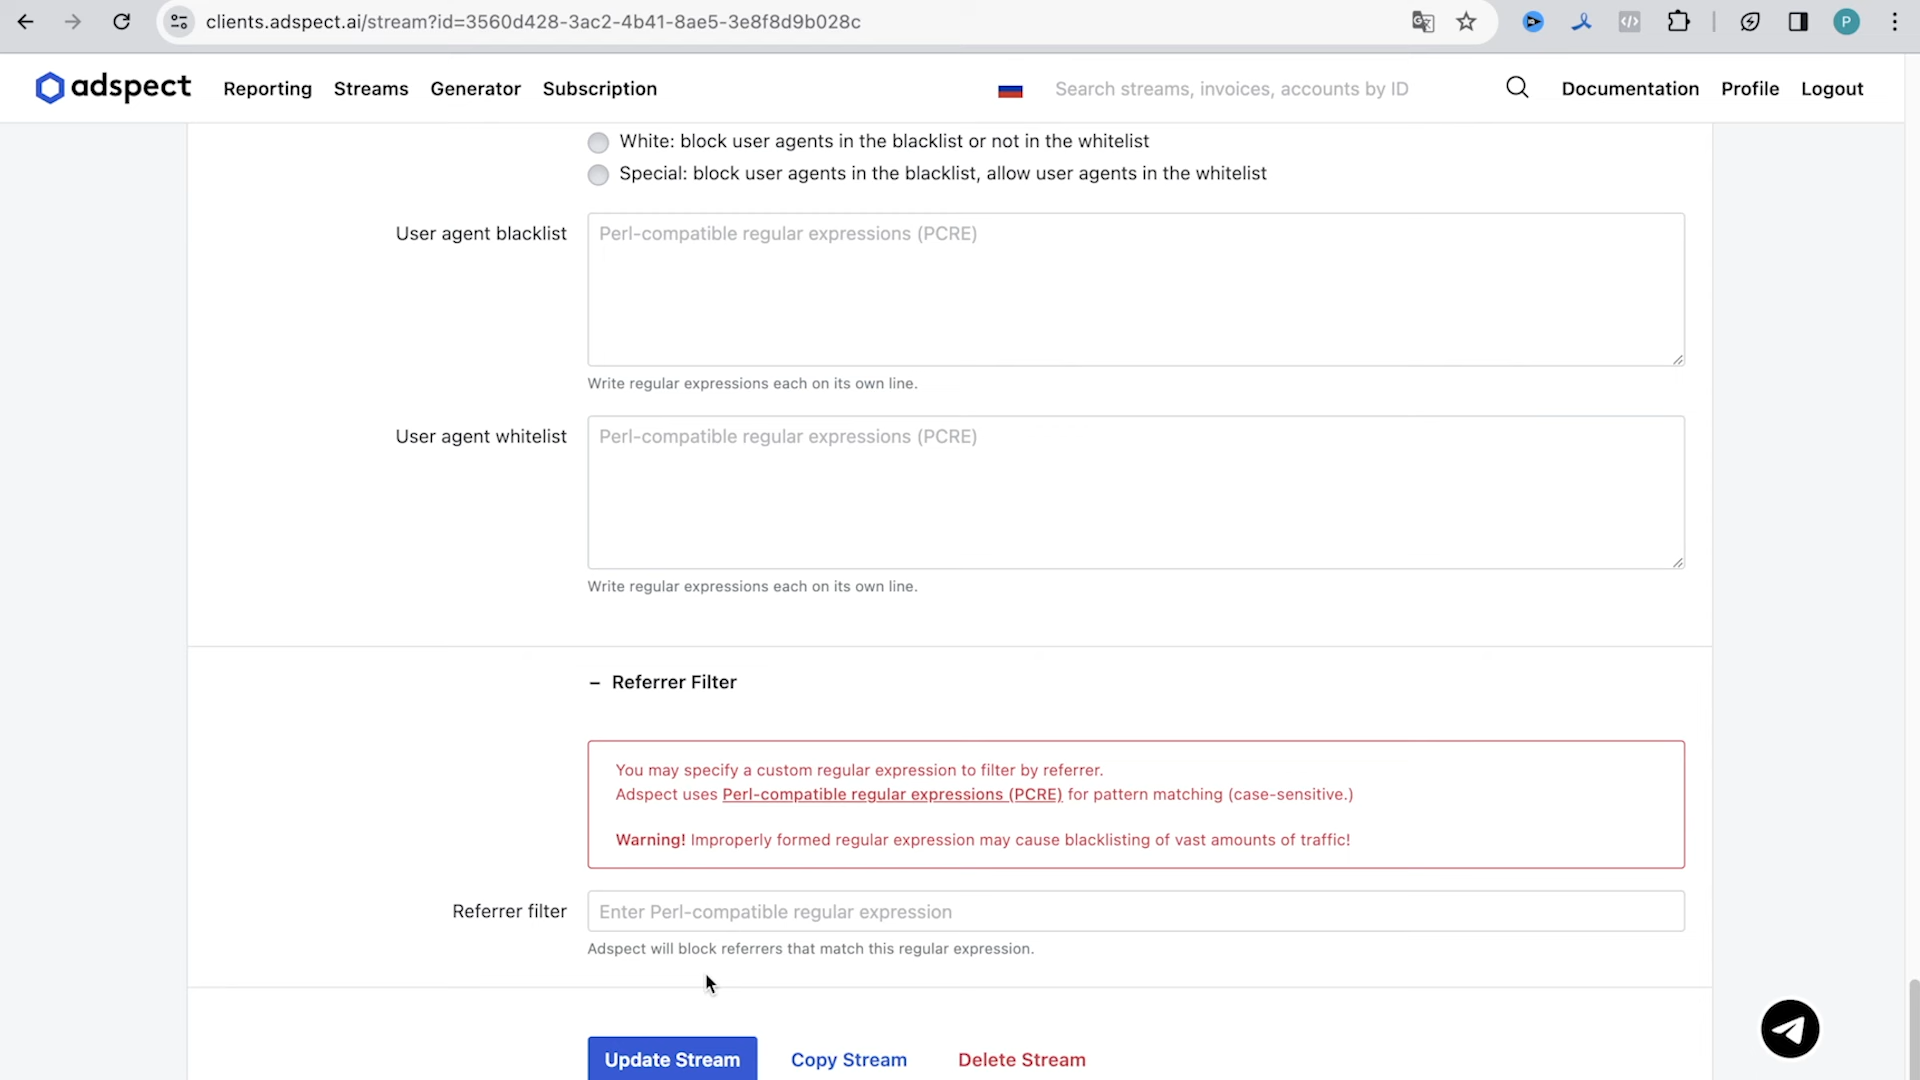 clients.adspect.ai/stream?id=3560d428-3ac2-4b41-8ae5-3e8f8d9b028c
P
adspect
Reporting
Streams
Generator
Subscription
Search streams, invoices, accounts by ID
Documentation
Profile
Logout
White: block user agents in the blacklist or not in the whitelist
Special: block user agents in the blacklist, allow user agents in the whitelist
User agent blacklist
Perl-compatible regular expressions (PCRE)
Write regular expressions each on its own line.
User agent whitelist
Perl-compatible regular expressions (PCRE)
Write regular expressions each on its own line.
– Referrer Filter
You may specify a custom regular expression to filter by referrer.
Adspect uses Perl-compatible regular expressions (PCRE) for pattern matching (case-sensitive.)
Warning! Improperly formed regular expression may cause blacklisting of vast amounts of traffic!
Referrer filter
Enter Perl-compatible regular expression
Adspect will block referrers that match this regular expression.
Update Stream
Copy Stream
Delete Stream